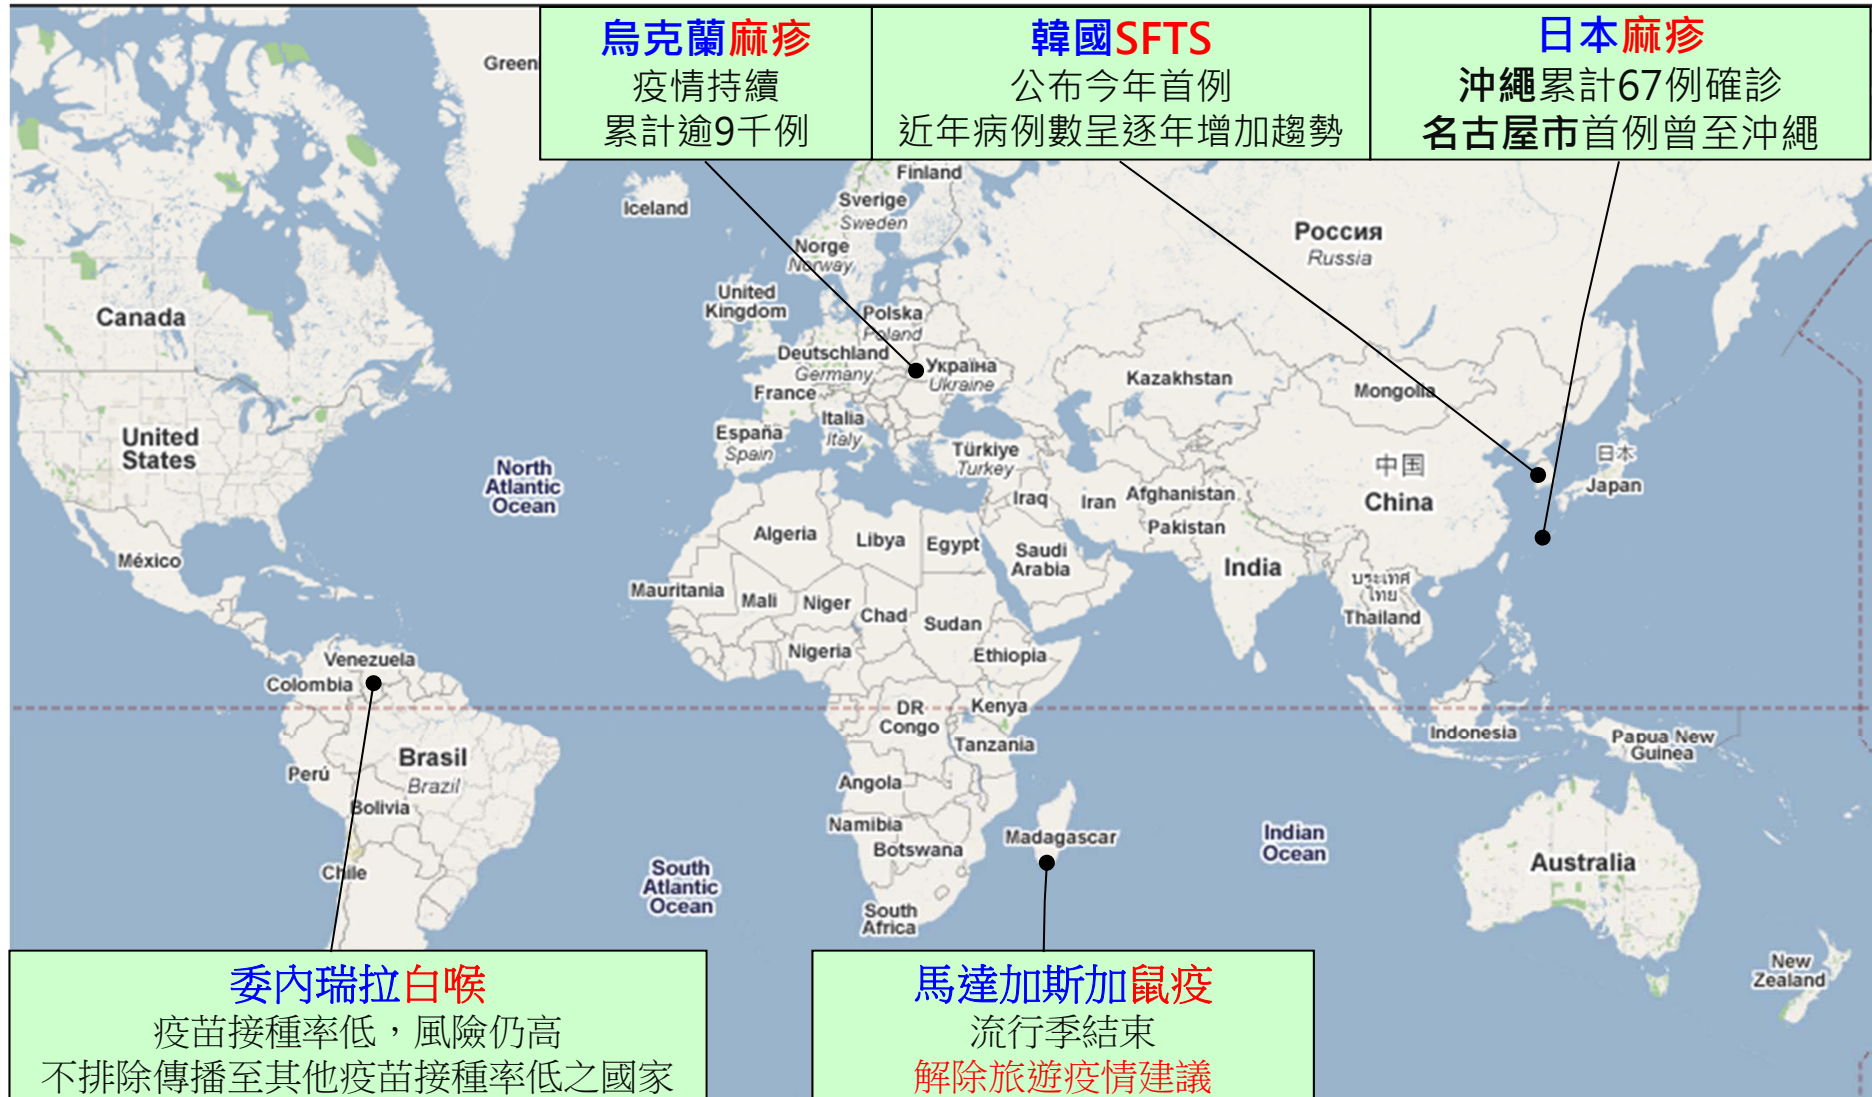 烏克蘭麻疹
疫情持續
累計逾9千例
韓國SFTS
公布今年首例
近年病例數呈逐年增加趨勢
日本麻疹
沖繩累計67例確診
名古屋市首例曾至沖繩
Green
Iceland
Finland
Sverige
Sweden
Norge
Norway
Россия
Russia
United
Kingdom
Polska
Poland
Canada
Deutschland
Germany
Україна
Ukraine
France
Kazakhstan
Mongolia
Italia
Italy
España
Spain
Türkiye
Turkey
United
States
North
Atlantic
Ocean
中国
China
日本
Japan
Iraq
Iran
Afghanistan
Pakistan
Algeria
Libya
Egypt
Saudi
Arabia
India
México
Mauritania
Mali
Niger
Chad
Sudan
ประเทศ
ไทย
Thailand
Nigeria
Ethiopia
Venezuela
Colombia
DR
Congo
Kenya
Tanzania
Indonesia
Papua New
Guinea
Brasil
Brazil
Perú
Bolivia
Angola
Namibia
Botswana
Madagascar
Indian
Ocean
Australia
Chile
South
Atlantic
Ocean
South
Africa
New
Zealand
委內瑞拉白喉
疫苗接種率低，風險仍高
不排除傳播至其他疫苗接種率低之國家
馬達加斯加鼠疫
流行季結束
解除旅遊疫情建議